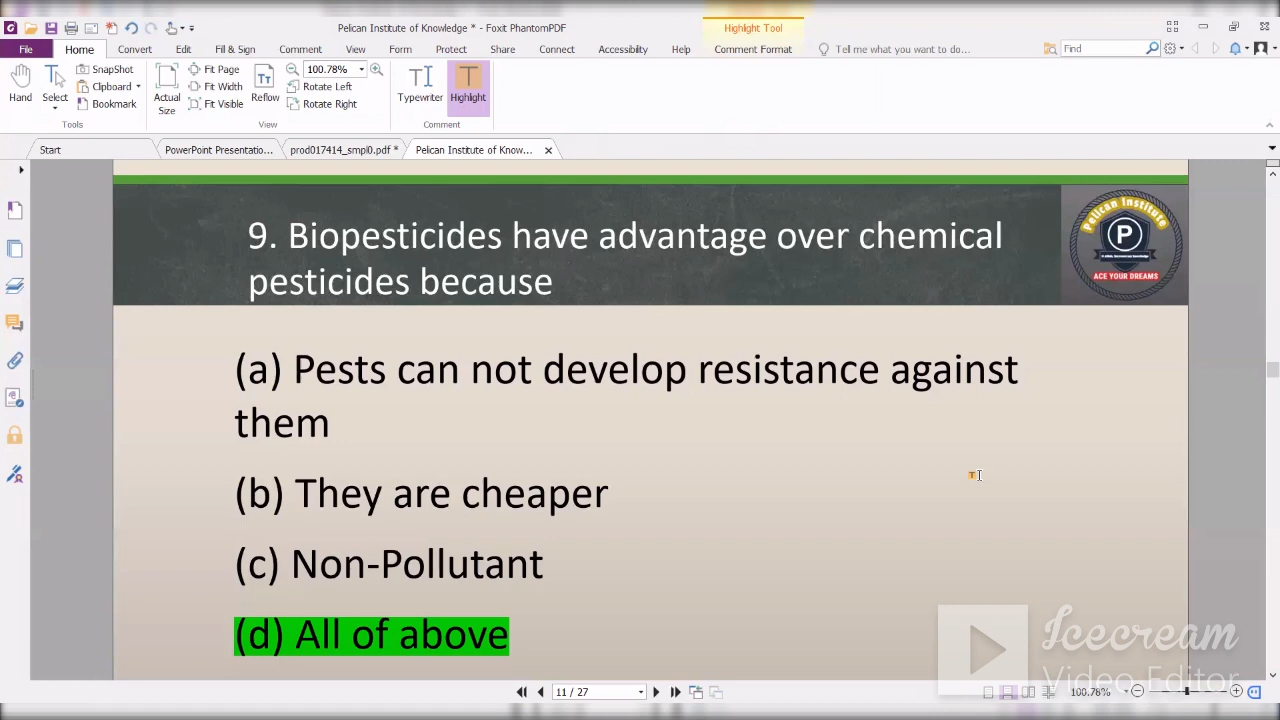 Pelican Institute of Knowledge * - Foxit PhantomPDF
Highlight Tool
File Home Convert Edit Fill & Sign Comment View Form Protect Share Connect Accessibility Help Comment Format Tell me what you want to do... Find
Hand
Select
SnapShot
Clipboard
Bookmark
Tools
Actual Size
Fit Page
Fit Width
Fit Visible
Reflow
100.78%
Rotate Left
Rotate Right
View
Typewriter
Highlight
Comment
Start PowerPoint Presentatio... prod017414_smpl0.pdf * Pelican Institute of Know...
9. Biopesticides have advantage over chemical
pesticides because
Pelican Institute
P
ACE YOUR DREAMS
(a) Pests can not develop resistance against
them
(b) They are cheaper
(c) Non-Pollutant
(d) All of above
Icecream
Video Editor
11 / 27
100.78%